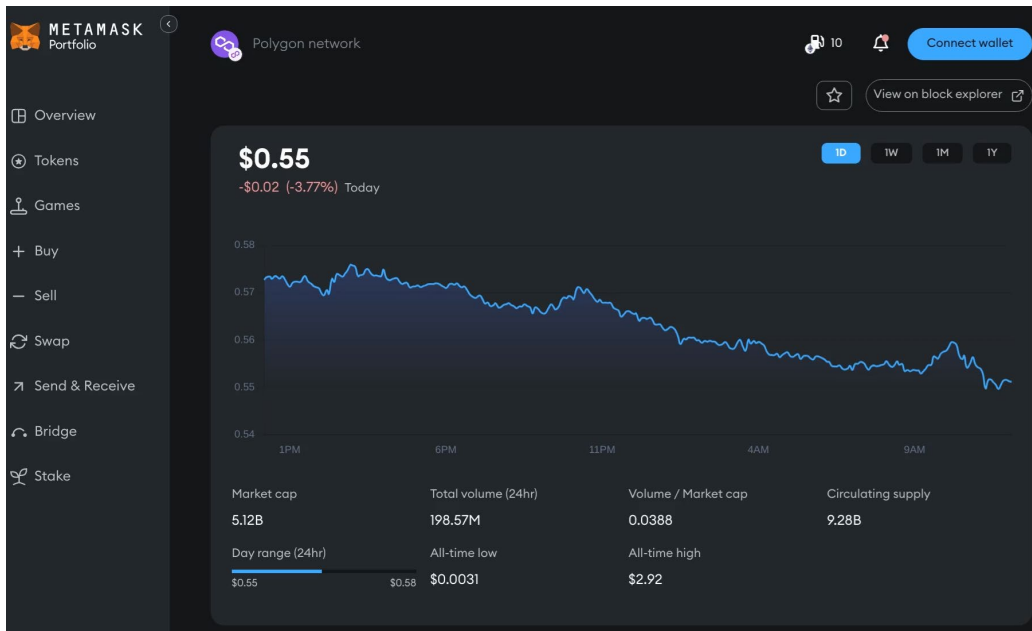 METAMASK
Portfolio
Overview
Tokens
Games
Buy
Sell
Swap
Send & Receive
Bridge
Stake
Polygon network
10
Connect wallet
View on block explorer
$0.55
-$0.02 (-3.77%) Today
1D 1W 1M 1Y
0.58
0.57
0.56
0.55
0.54
1PM 6PM 11PM 4AM 9AM
Market cap Total volume (24hr) Volume / Market cap Circulating supply
5.12B 198.57M 0.0388 9.28B
Day range (24hr) All-time low All-time high
$0.55 $0.58 $0.0031 $2.92